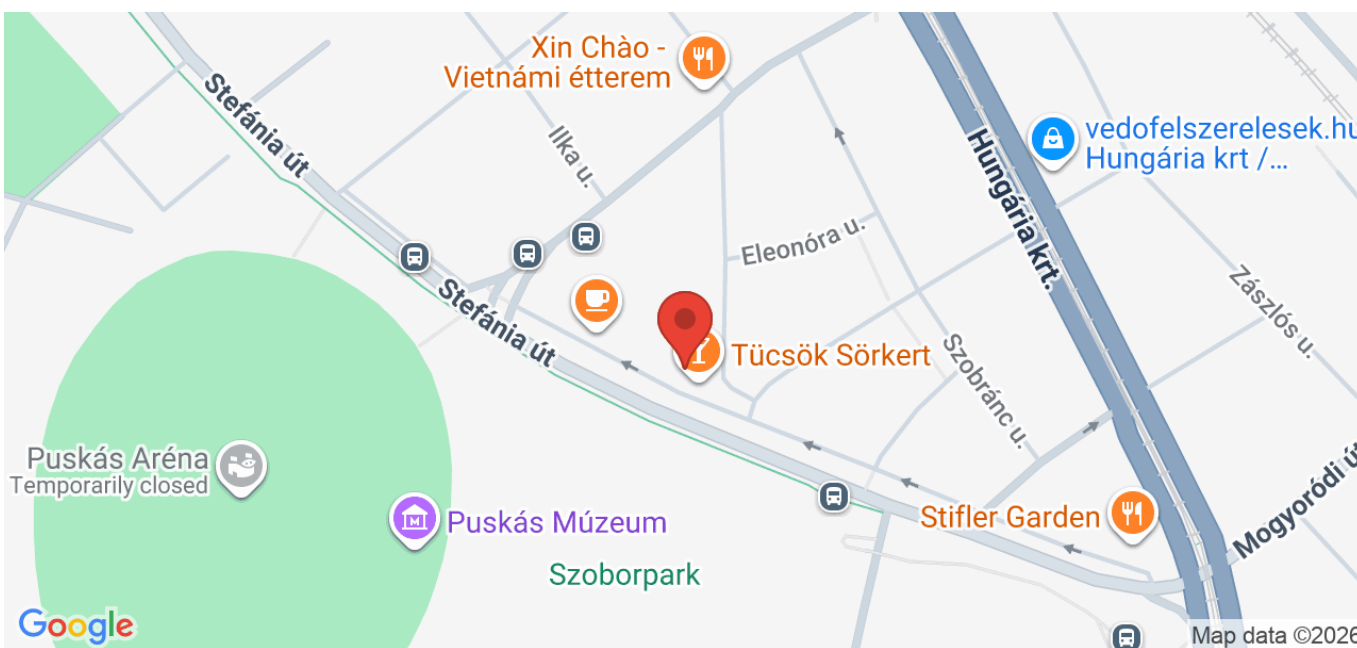 Xin Chào -
Vietnámi étterem
Stefánia út
Ilka u.
Hungária krt.
vedofelszerelesek.hu
Hungária krt /...
Eleonóra u.
Zászlós u.
Stefánia út
Tücsök Sörkert
Szobránc u.
Puskás Aréna
Temporarily closed
Puskás Múzeum
Stifler Garden
Mogyoródi út
Szoborpark
Google
Map data ©2026